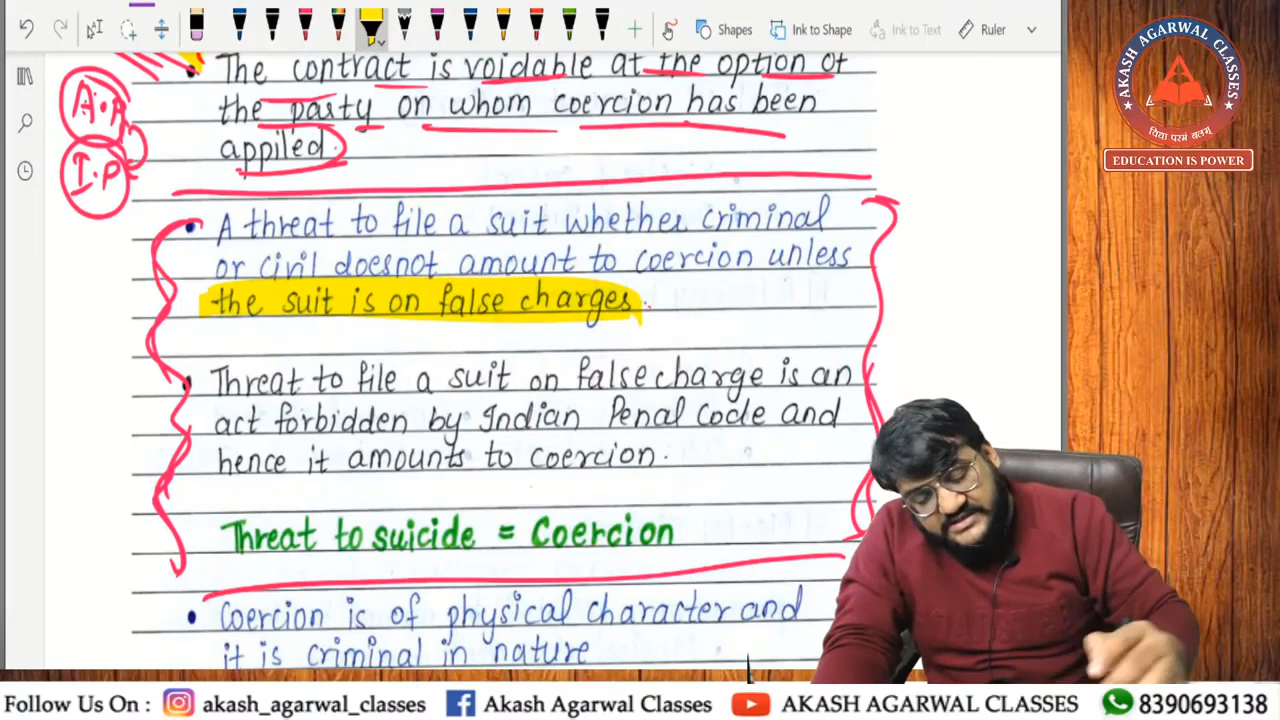 Shapes
Ink to Shape
Ink to Text
Ruler
The contract is voidable at the option of
the party on whom coercion has been
appiled.
A.P
I.P
A threat to file a suit whether criminal
or civil doesnot amount to coercion unless
the suit is on false charges.
Threat to file a suit on false charge is an
act forbidden by Indian Penal Code and
hence it amounts to coercion.
Threat to suicide = Coercion
Coercion is of physical character and
it is criminal in nature
AKASH AGARWAL CLASSES
विद्या परमं बलम्
EDUCATION IS POWER
Follow Us On : akash_agarwal_classes Akash Agarwal Classes AKASH AGARWAL CLASSES 8390693138